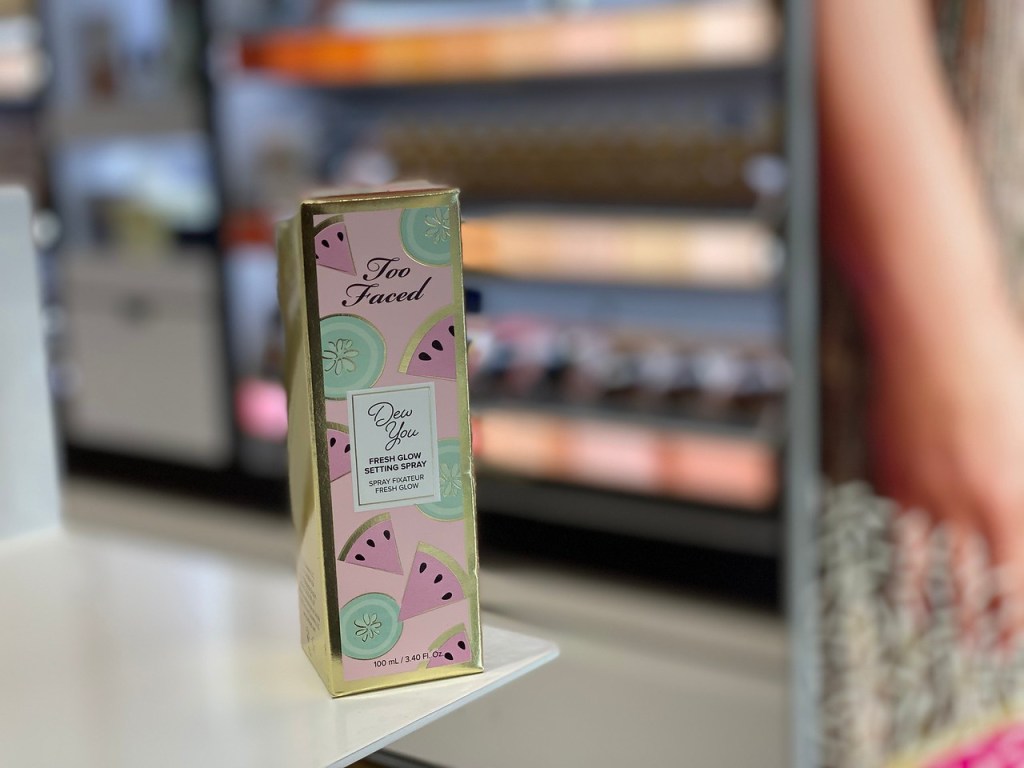 Too
Faced
Dew
You
FRESH GLOW
SETTING SPRAY
SPRAY FIXATEUR
FRESH GLOW
100 mL / 3.40 Fl. Oz.